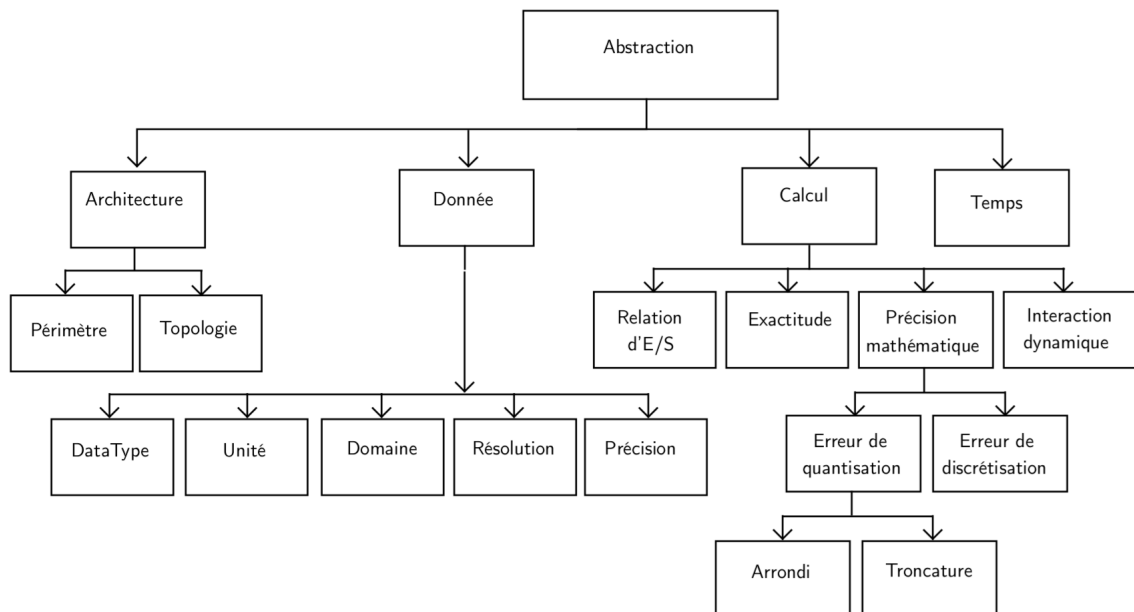 Abstraction
Architecture
Donnée
Calcul
Temps
Périmètre
Topologie
Relation
d'E/S
Exactitude
Précision
mathématique
Interaction
dynamique
DataType
Unité
Domaine
Résolution
Précision
Erreur de
quantisation
Erreur de
discrétisation
Arrondi
Troncature